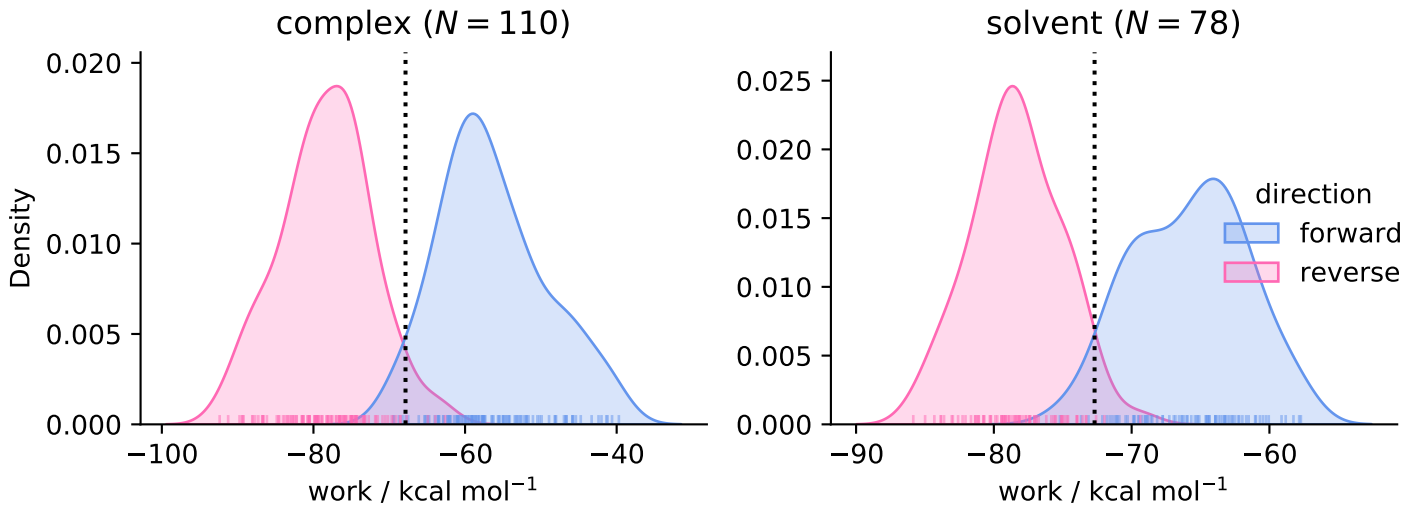 complex (N = 110)
Density
0.020
0.015
0.010
0.005
0.000
−100
−80
−60
−40
work / kcal mol⁻¹
solvent (N = 78)
0.025
0.020
0.015
0.010
0.005
0.000
−90
−80
−70
−60
work / kcal mol⁻¹
direction
forward
reverse